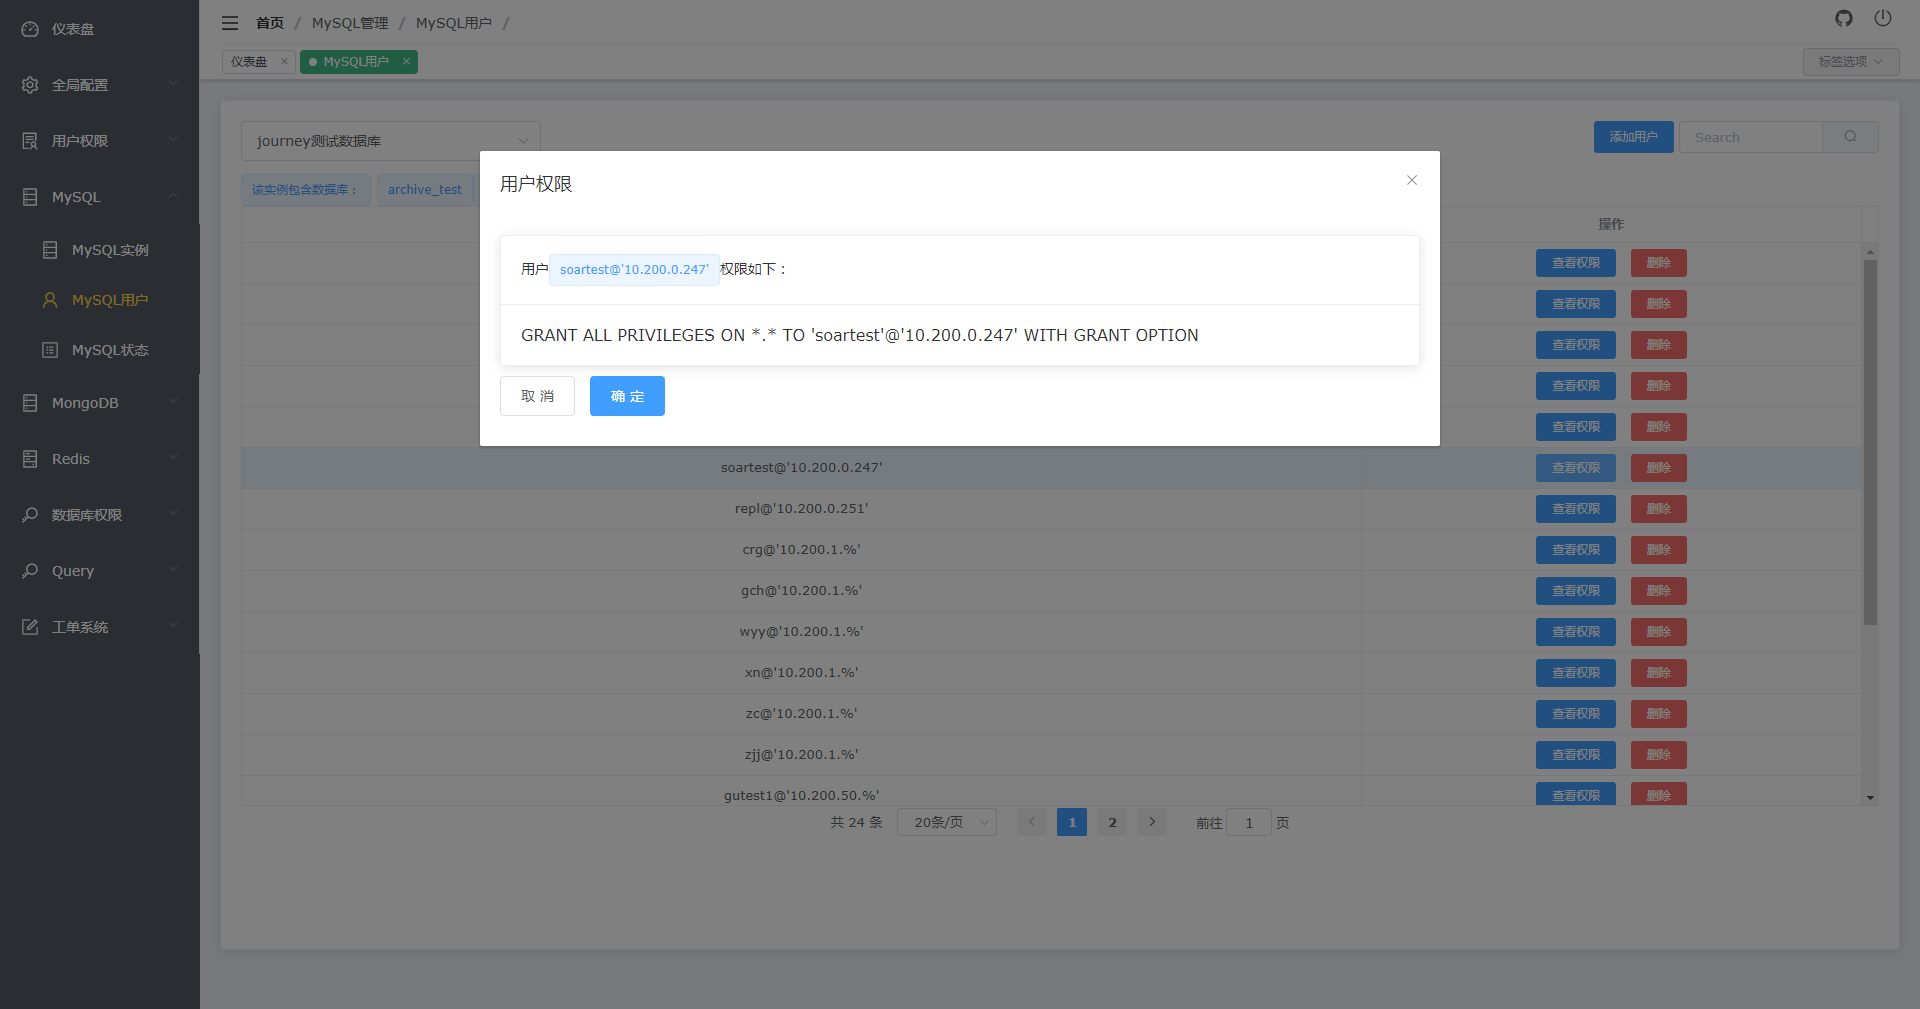 仪表盘
全局配置
用户权限
MySQL
MySQL实例
MySQL用户
MySQL状态
MongoDB
Redis
数据库权限
Query
工单系统
首页 / MySQL管理 / MySQL用户 /
仪表盘 × MySQL用户 × 标签选项
journey测试数据库
添加用户 Search
该实例包含数据库： archive_test
操作
用户权限
用户 soartest@'10.200.0.247' 权限如下：
GRANT ALL PRIVILEGES ON *.* TO 'soartest'@'10.200.0.247' WITH GRANT OPTION
取 消 确 定
查看权限 删除
查看权限 删除
查看权限 删除
查看权限 删除
查看权限 删除
soartest@'10.200.0.247' 查看权限 删除
repl@'10.200.0.251' 查看权限 删除
crg@'10.200.1.%' 查看权限 删除
gch@'10.200.1.%' 查看权限 删除
wyy@'10.200.1.%' 查看权限 删除
xn@'10.200.1.%' 查看权限 删除
zc@'10.200.1.%' 查看权限 删除
zjj@'10.200.1.%' 查看权限 删除
gutest1@'10.200.50.%' 查看权限 删除
共 24 条 20条/页 1 2 前往 1 页